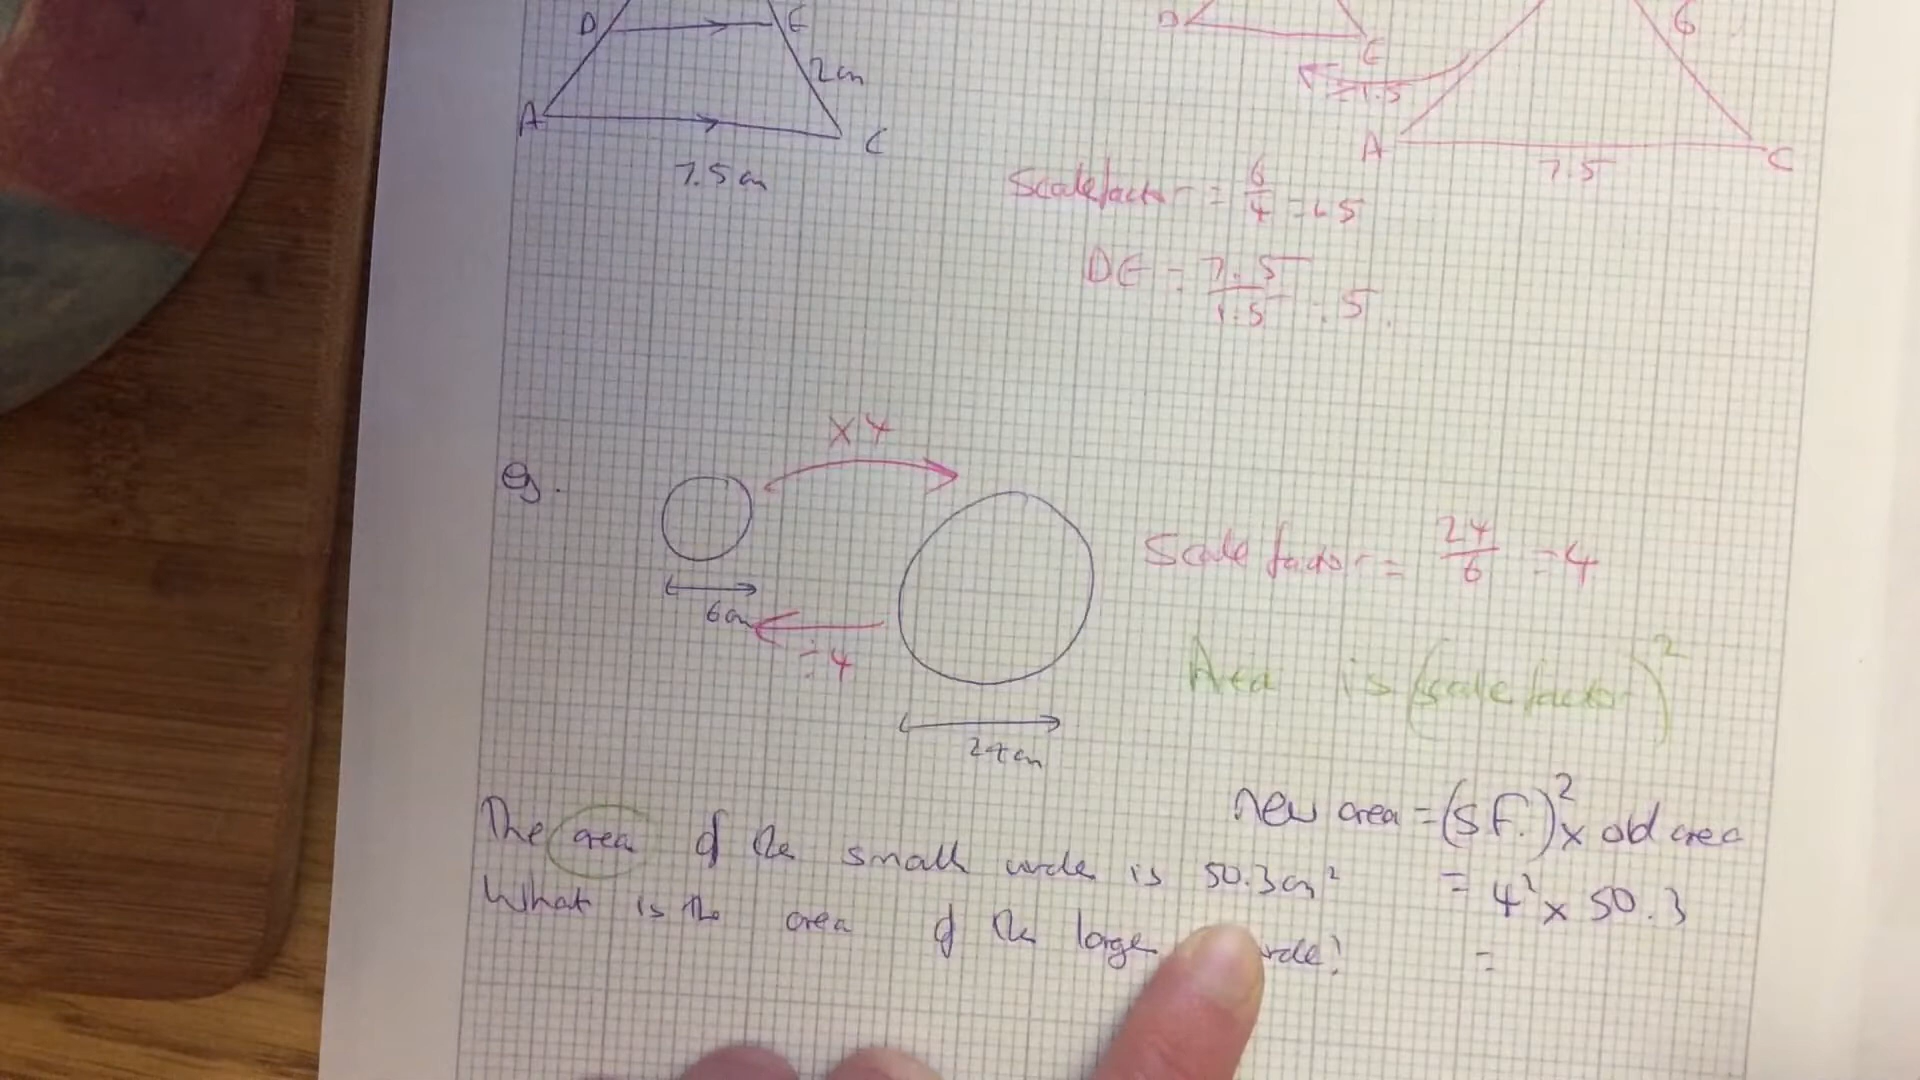 D E
2cm
A C
7.5cm
D E
6
÷1.5
A C
7.5
Scale factor = 6/4 = 1.5
DE = 7.5/1.5 = 5.
eg.
x4
6cm
÷4
24cm
Scale factor = 24/6 = 4
Area is (scale factor)²
new area = (S.F.)² x old area
= 4² x 50.3
=
The area of the small circle is 50.3cm²
What is the area of the large